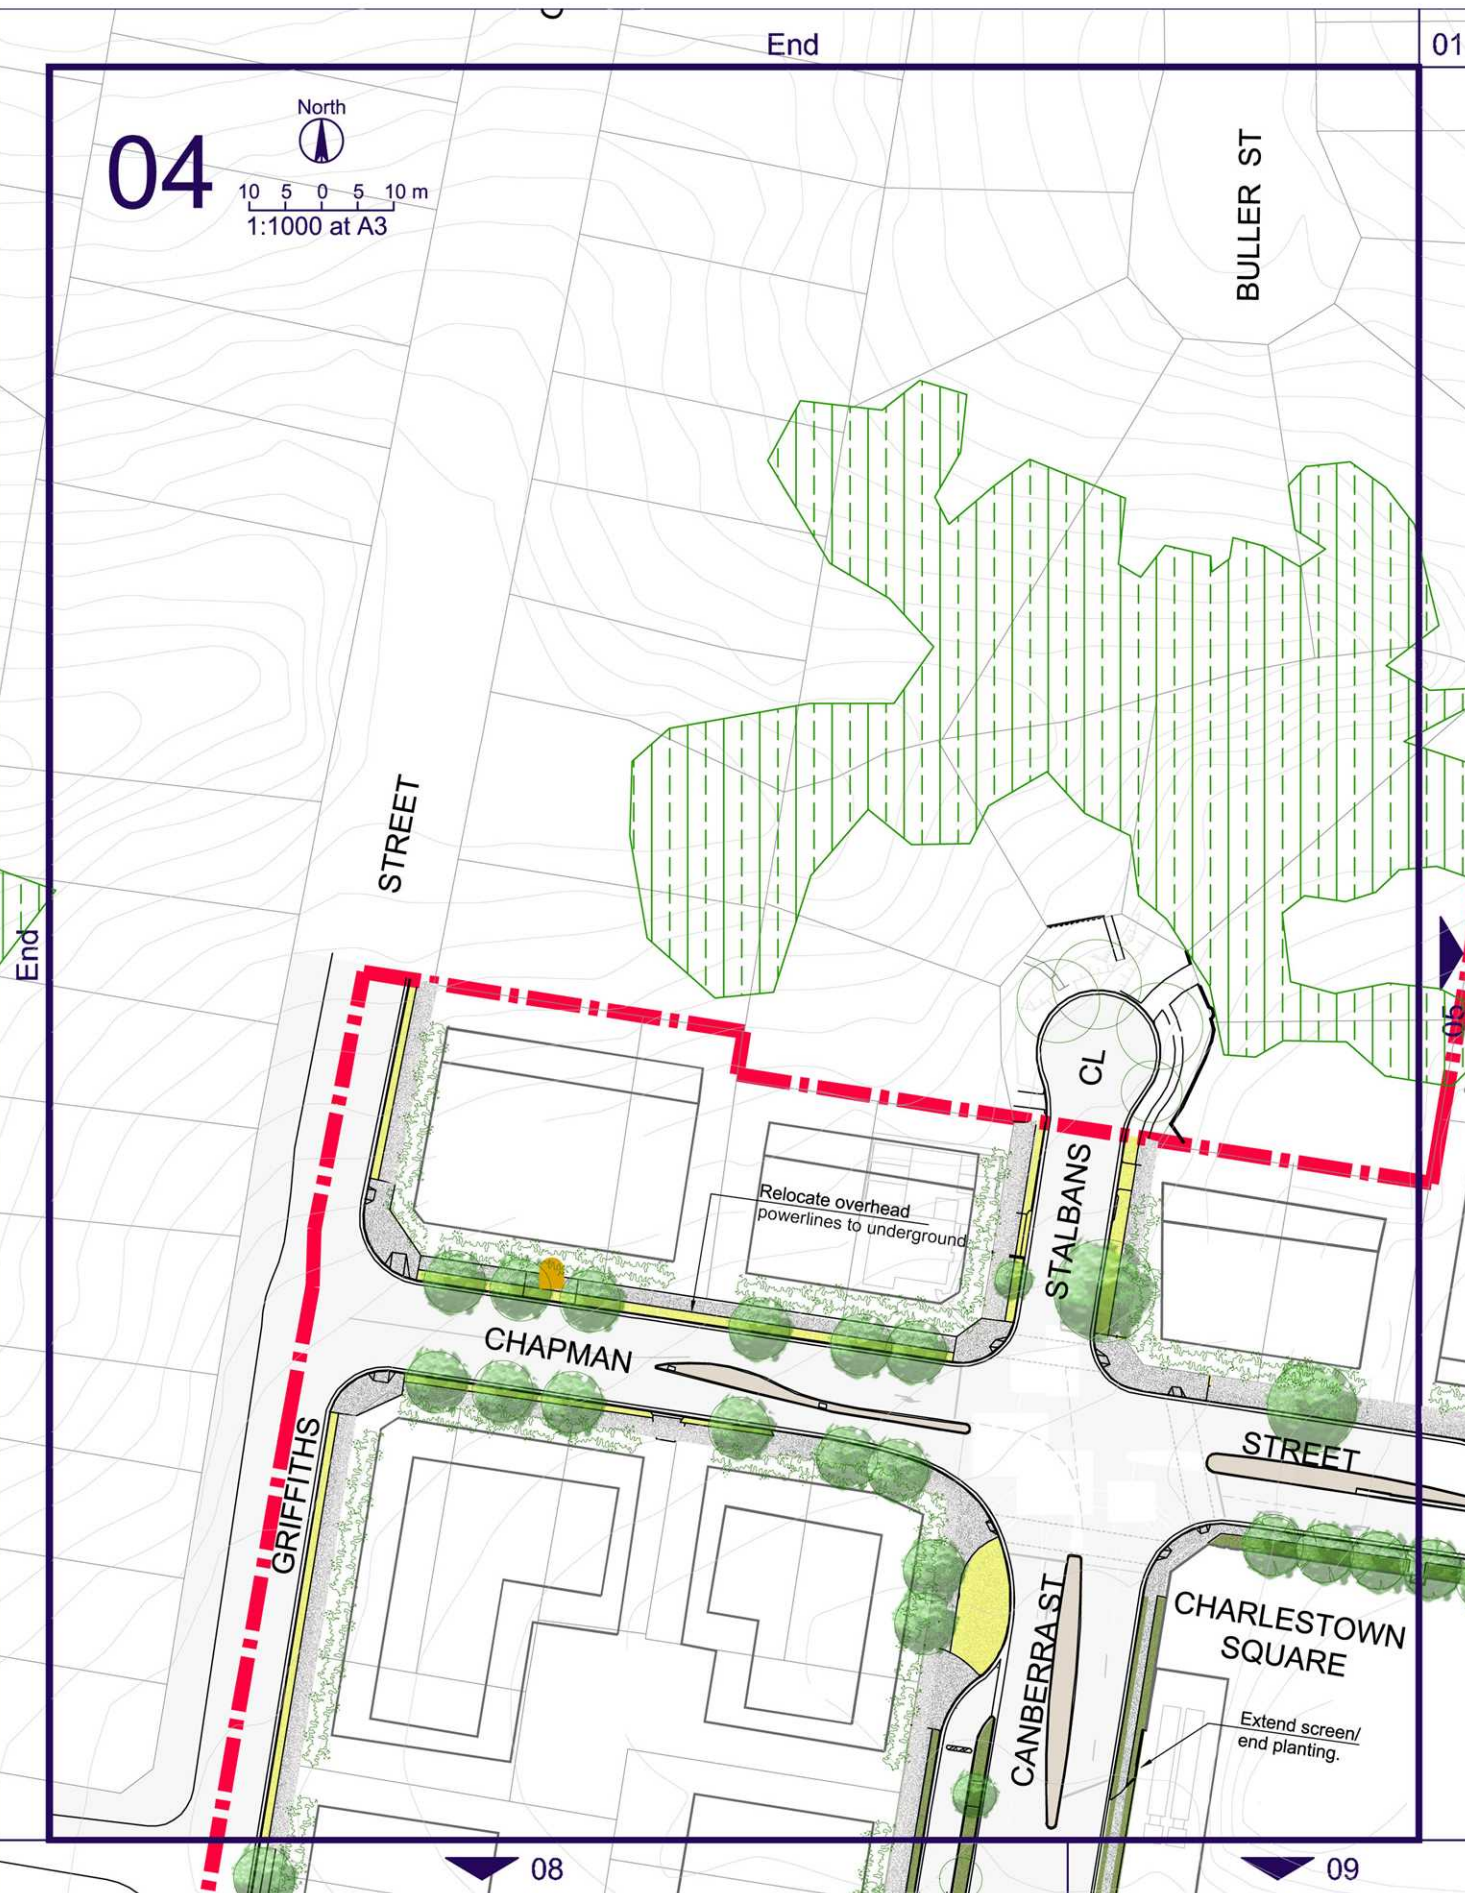 End
01
04
North
10 5 0 5 10 m
1:1000 at A3
BULLER ST
STREET
End
05
CL
STALBANS
Relocate overhead
powerlines to underground
CHAPMAN
GRIFFITHS
STREET
CANBERRA ST
CHARLESTOWN
SQUARE
Extend screen/
end planting.
08
09